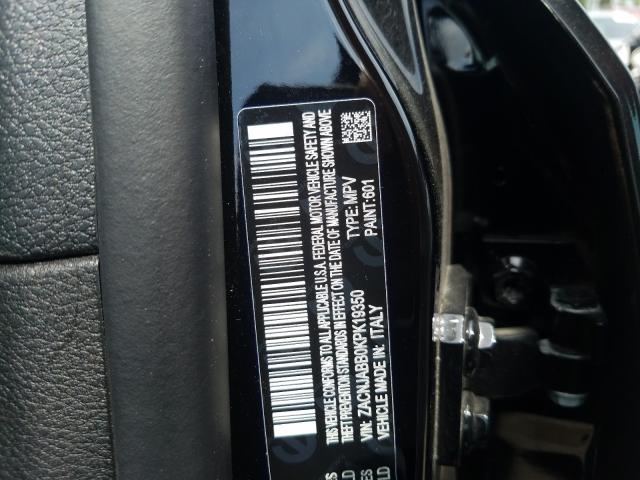 THIS VEHICLE CONFORMS TO ALL APPLICABLE U.S.A. FEDERAL MOTOR VEHICLE SAFETY AND
THEFT PREVENTION STANDARDS IN EFFECT ON THE DATE OF MANUFACTURE SHOWN ABOVE
VIN: ZACNJABB0KPK19350 TYPE: MPV
VEHICLE MADE IN: ITALY PAINT: 601